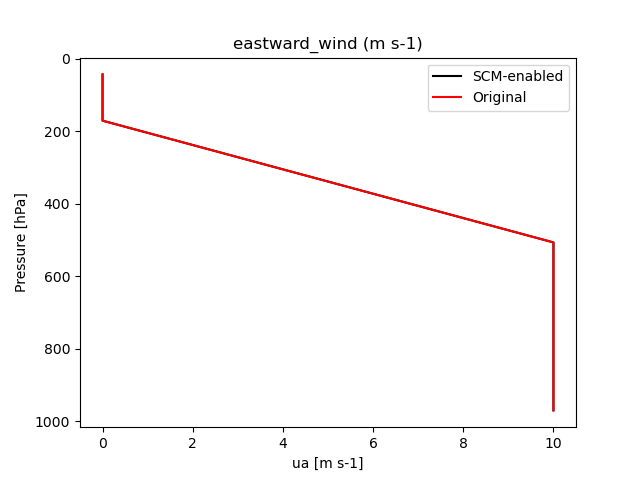 eastward_wind (m s-1)
SCM-enabled
Original
Pressure [hPa]
0
200
400
600
800
1000
0
2
4
6
8
10
ua [m s-1]